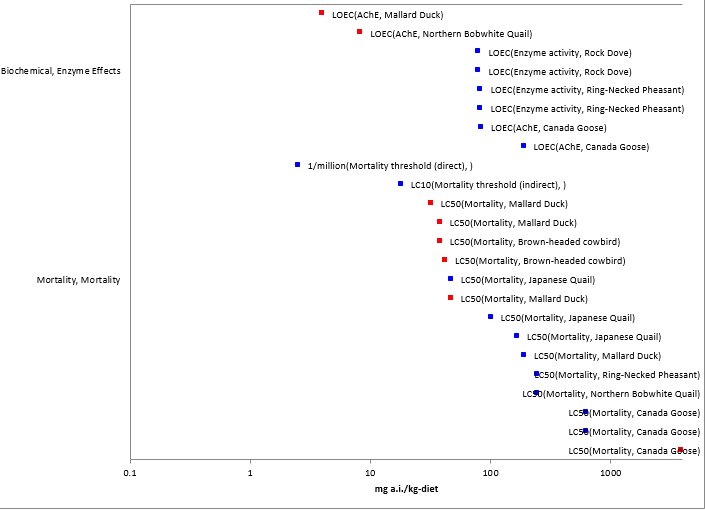 LOEC(AChE, Mallard Duck)
LOEC(AChE, Northern Bobwhite Quail)
LOEC(Enzyme activity, Rock Dove)
Biochemical, Enzyme Effects
LOEC(Enzyme activity, Rock Dove)
LOEC(Enzyme activity, Ring-Necked Pheasant)
LOEC(Enzyme activity, Ring-Necked Pheasant)
LOEC(AChE, Canada Goose)
LOEC(AChE, Canada Goose)
1/million(Mortality threshold (direct), )
LC10(Mortality threshold (indirect), )
LC50(Mortality, Mallard Duck)
LC50(Mortality, Mallard Duck)
LC50(Mortality, Brown-headed cowbird)
LC50(Mortality, Brown-headed cowbird)
Mortality, Mortality
LC50(Mortality, Japanese Quail)
LC50(Mortality, Mallard Duck)
LC50(Mortality, Japanese Quail)
LC50(Mortality, Japanese Quail)
LC50(Mortality, Mallard Duck)
LC50(Mortality, Ring-Necked Pheasant)
LC50(Mortality, Northern Bobwhite Quail)
LC50(Mortality, Canada Goose)
LC50(Mortality, Canada Goose)
LC50(Mortality, Canada Goose)
0.1 1 10 100 1000
mg a.i./kg-diet